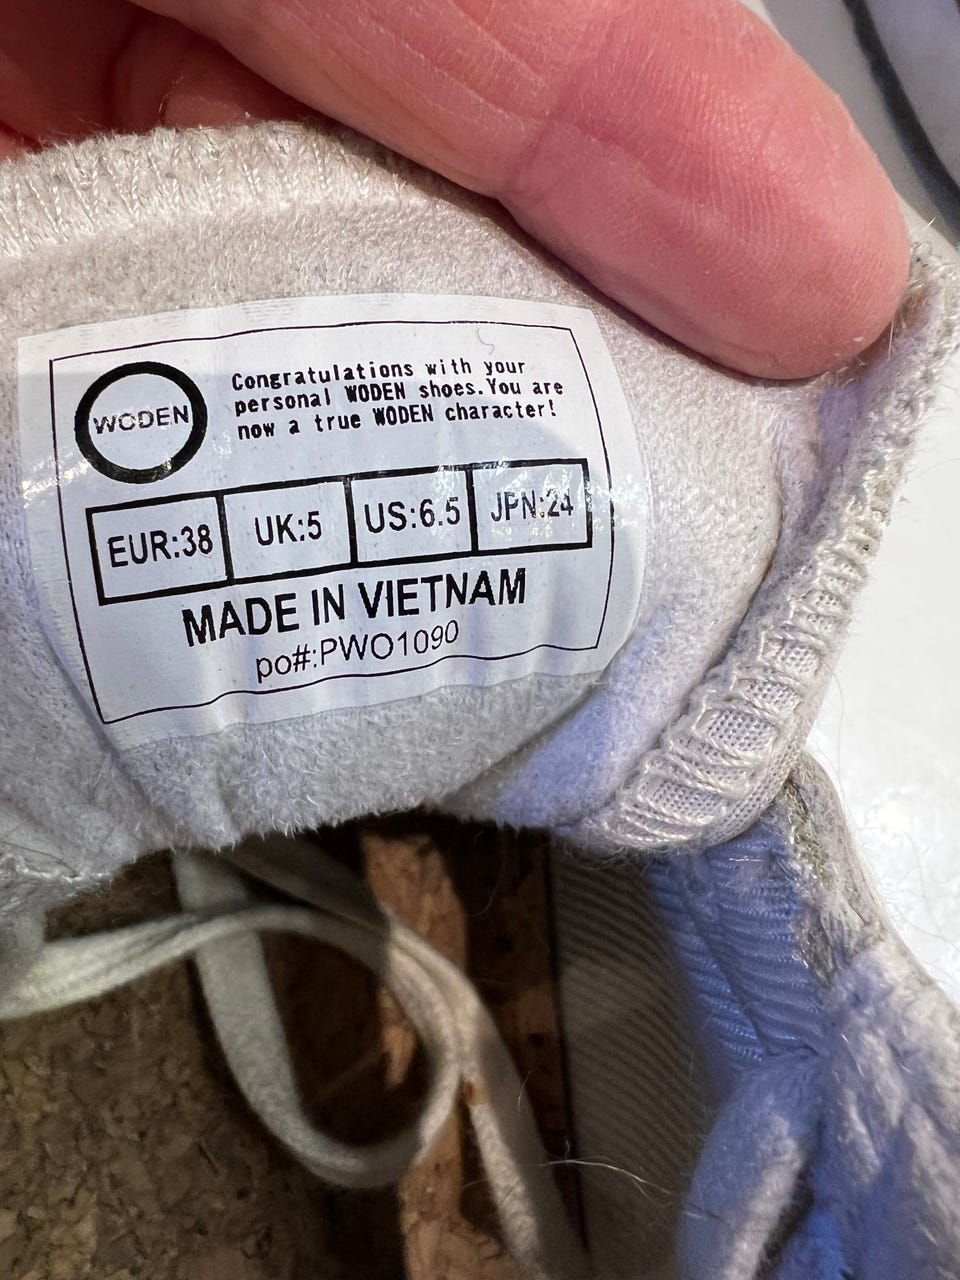 WODEN
Congratulations with your
personal WODEN shoes.You are
now a true WODEN character!
EUR:38 UK:5 US:6.5 JPN:24
MADE IN VIETNAM
po#:PWO1090